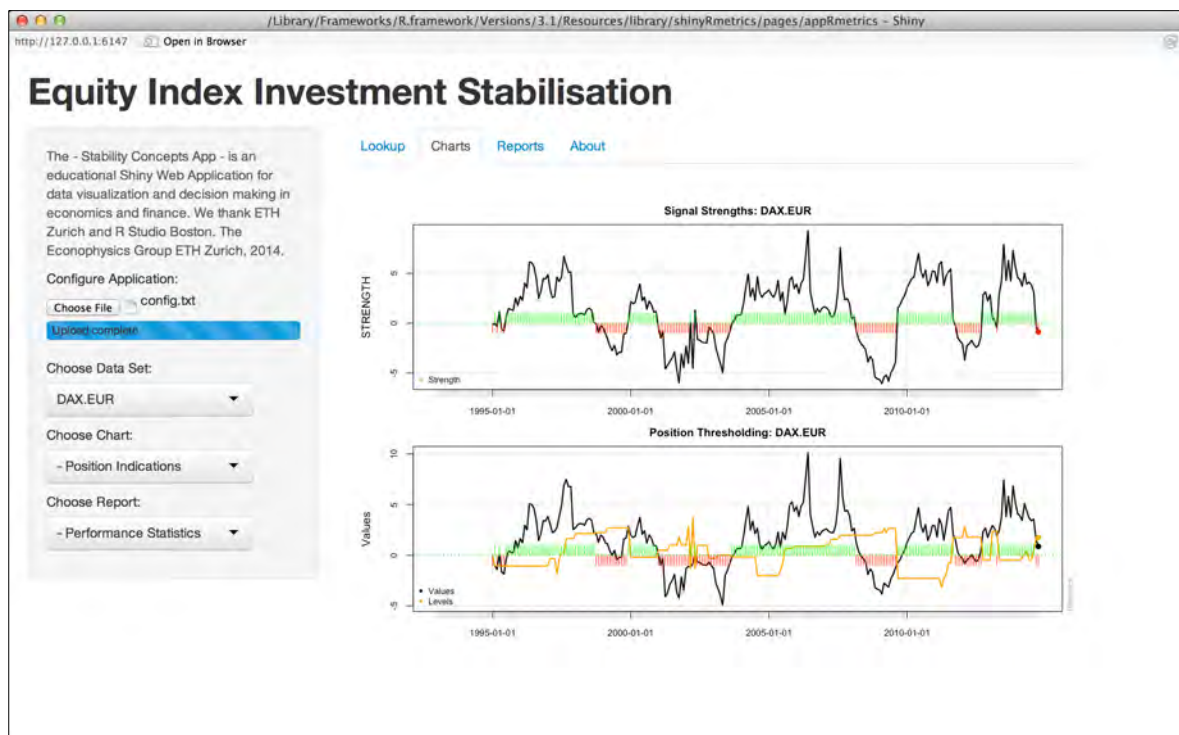 /Library/Frameworks/R.framework/Versions/3.1/Resources/library/shinyRmetrics/pages/appRmetrics - Shiny
http://127.0.0.1:6147 Open in Browser
Equity Index Investment Stabilisation
The - Stability Concepts App - is an
educational Shiny Web Application for
data visualization and decision making in
economics and finance. We thank ETH
Zurich and R Studio Boston. The
Econophysics Group ETH Zurich, 2014.
Configure Application:
Choose File config.txt
Upload complete
Choose Data Set:
DAX.EUR
Choose Chart:
- Position Indications
Choose Report:
- Performance Statistics
Lookup Charts Reports About
Signal Strengths: DAX.EUR
STRENGTH
5
0
-5
Strength
1995-01-01 2000-01-01 2005-01-01 2010-01-01
Position Thresholding: DAX.EUR
Values
10
5
0
-5
Values
Levels
1995-01-01 2000-01-01 2005-01-01 2010-01-01